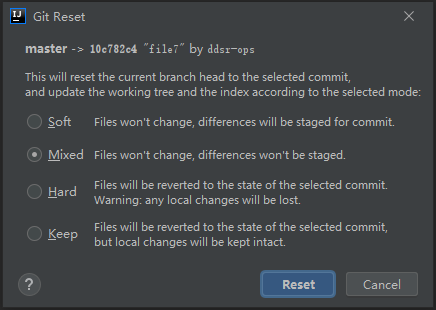 IJ Git Reset
master -> 10c782c4 "file7" by ddsr-ops
This will reset the current branch head to the selected commit,
and update the working tree and the index according to the selected mode:
Soft Files won't change, differences will be staged for commit.
Mixed Files won't change, differences won't be staged.
Hard Files will be reverted to the state of the selected commit.
Warning: any local changes will be lost.
Keep Files will be reverted to the state of the selected commit,
but local changes will be kept intact.
? Reset Cancel